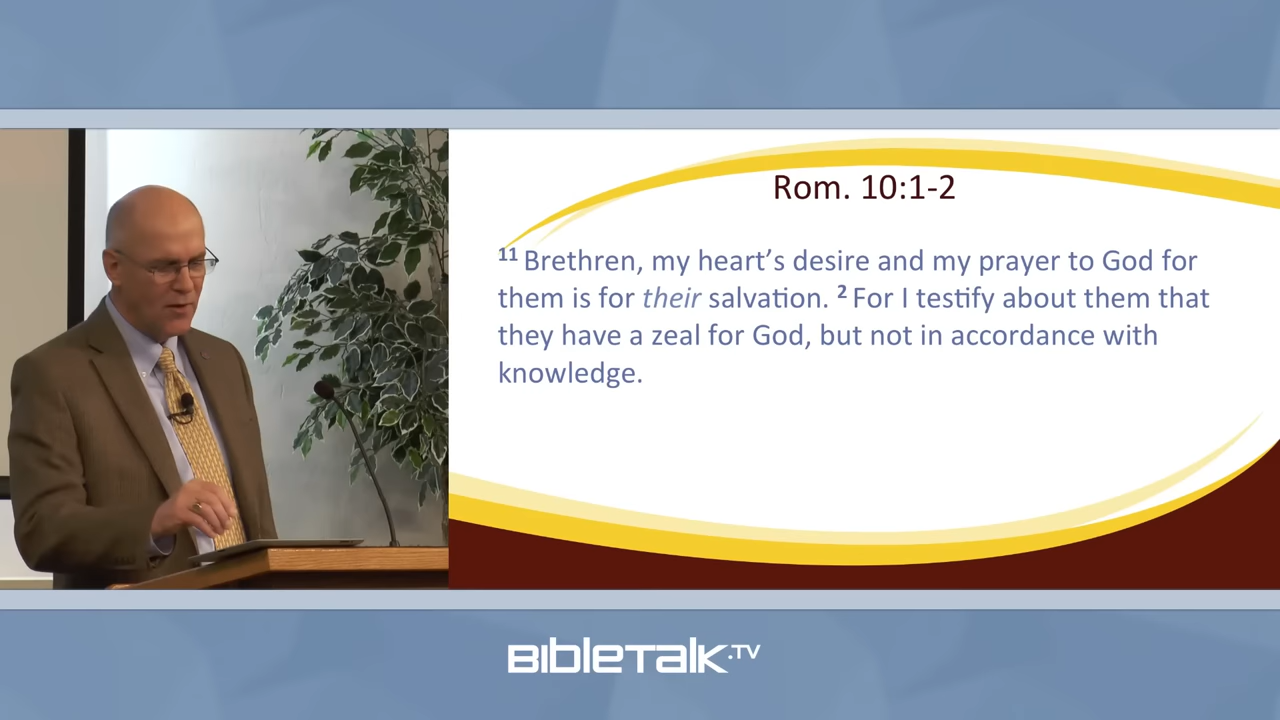 Rom. 10:1-2
11 Brethren, my heart’s desire and my prayer to God for
them is for their salvation. 2 For I testify about them that
they have a zeal for God, but not in accordance with
knowledge.
BIBLETALK.TV